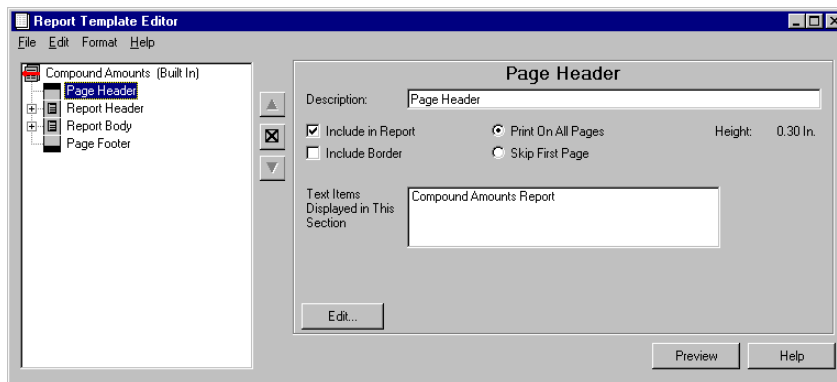 Report Template Editor
File Edit Format Help
Compound Amounts (Built In)
Page Header
Report Header
Report Body
Page Footer
Page Header
Description: Page Header
Include in Report Print On All Pages Height: 0.30 In.
Include Border Skip First Page
Text Items
Displayed in This
Section
Compound Amounts Report
Edit...
Preview Help